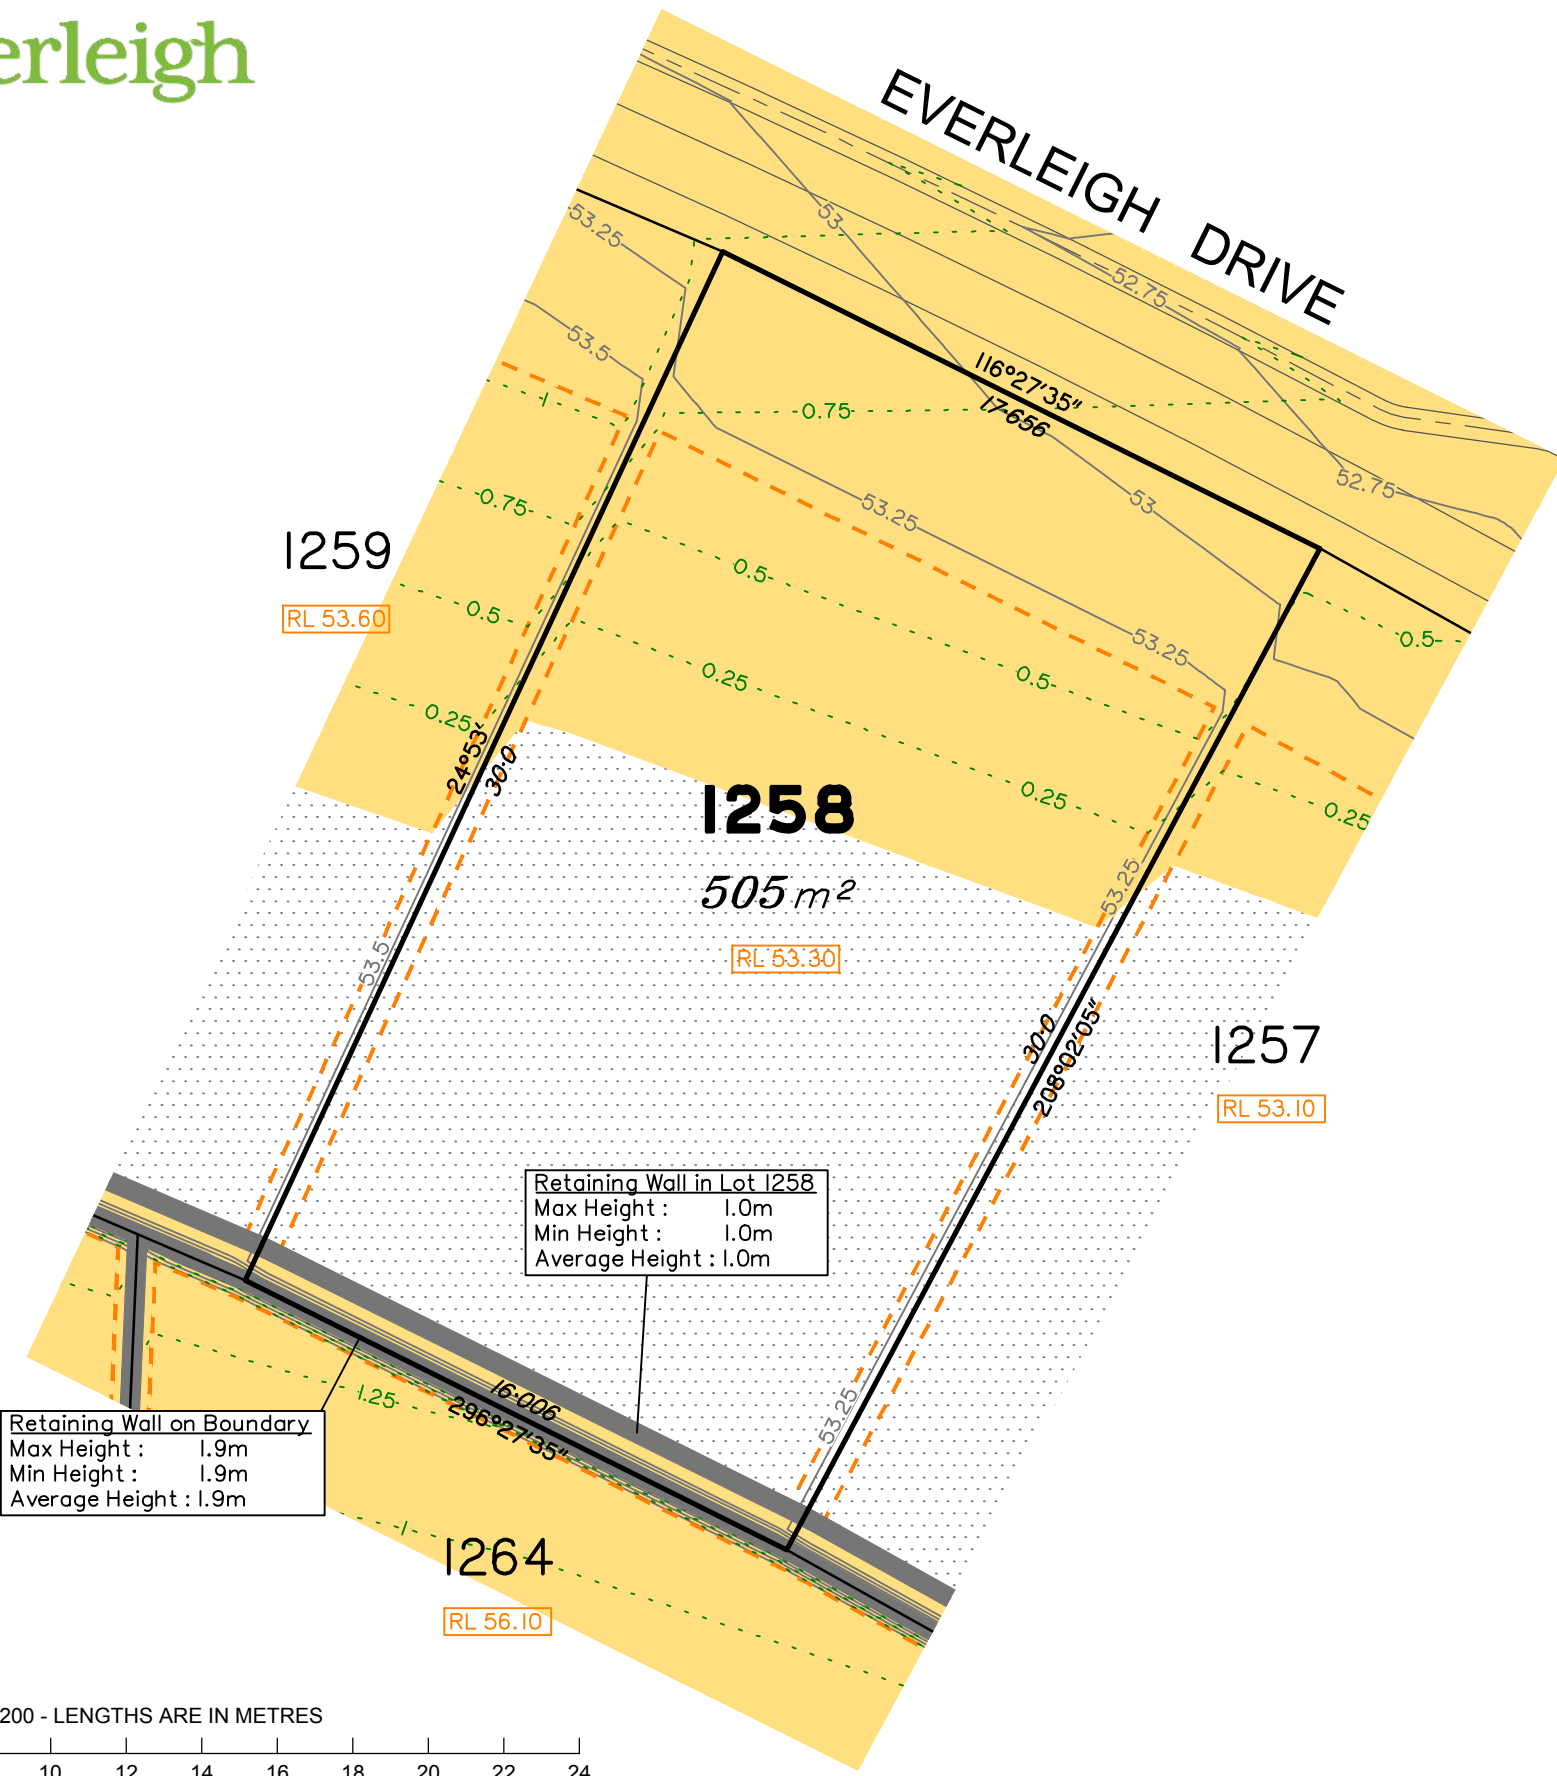 erleigh
EVERLEIGH DRIVE
53.25
53
52.75
53.5
116°27'35"
17·656
0.75
1
52.75
53.25
53
0.75
1259
RL 53.60
0.5
0.5
53.25
0.5
0.5
0.25
0.25
0.25
24°53'
30·0
1258
0.25
0.25
505 m²
53.25
RL 53.30
53.5
30·0
208°02'05"
1257
RL 53.10
Retaining Wall in Lot 1258
Max Height : 1.0m
Min Height : 1.0m
Average Height : 1.0m
1.25
16·006
296°27'35"
53.25
Retaining Wall on Boundary
Max Height : 1.9m
Min Height : 1.9m
Average Height : 1.9m
1
1264
RL 56.10
200 - LENGTHS ARE IN METRES
10 12 14 16 18 20 22 24